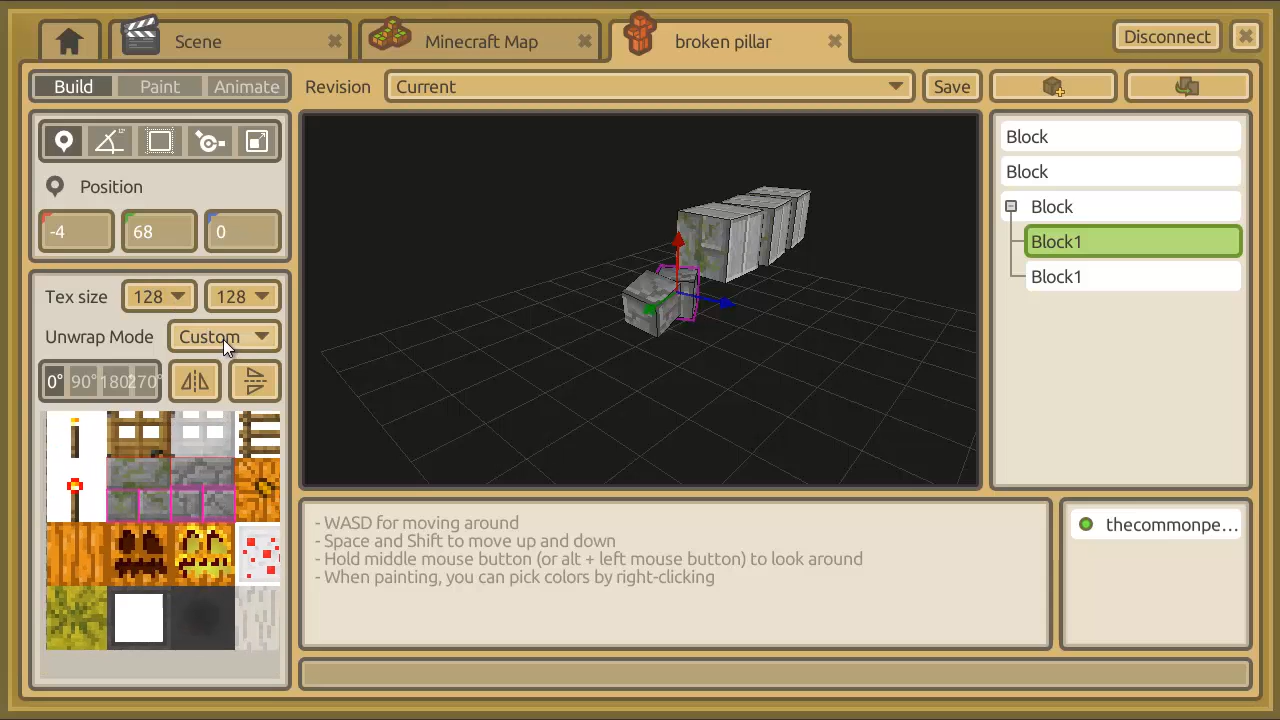 Scene
Minecraft Map
broken pillar
Disconnect
Build
Paint
Animate
Revision
Current
Save
12°
Position
-4
68
0
Tex size
128
128
Unwrap Mode
Custom
0°
90°
180°
270°
Block
Block
Block
Block1
Block1
- WASD for moving around
- Space and Shift to move up and down
- Hold middle mouse button (or alt + left mouse button) to look around
- When painting, you can pick colors by right-clicking
thecommonpe...